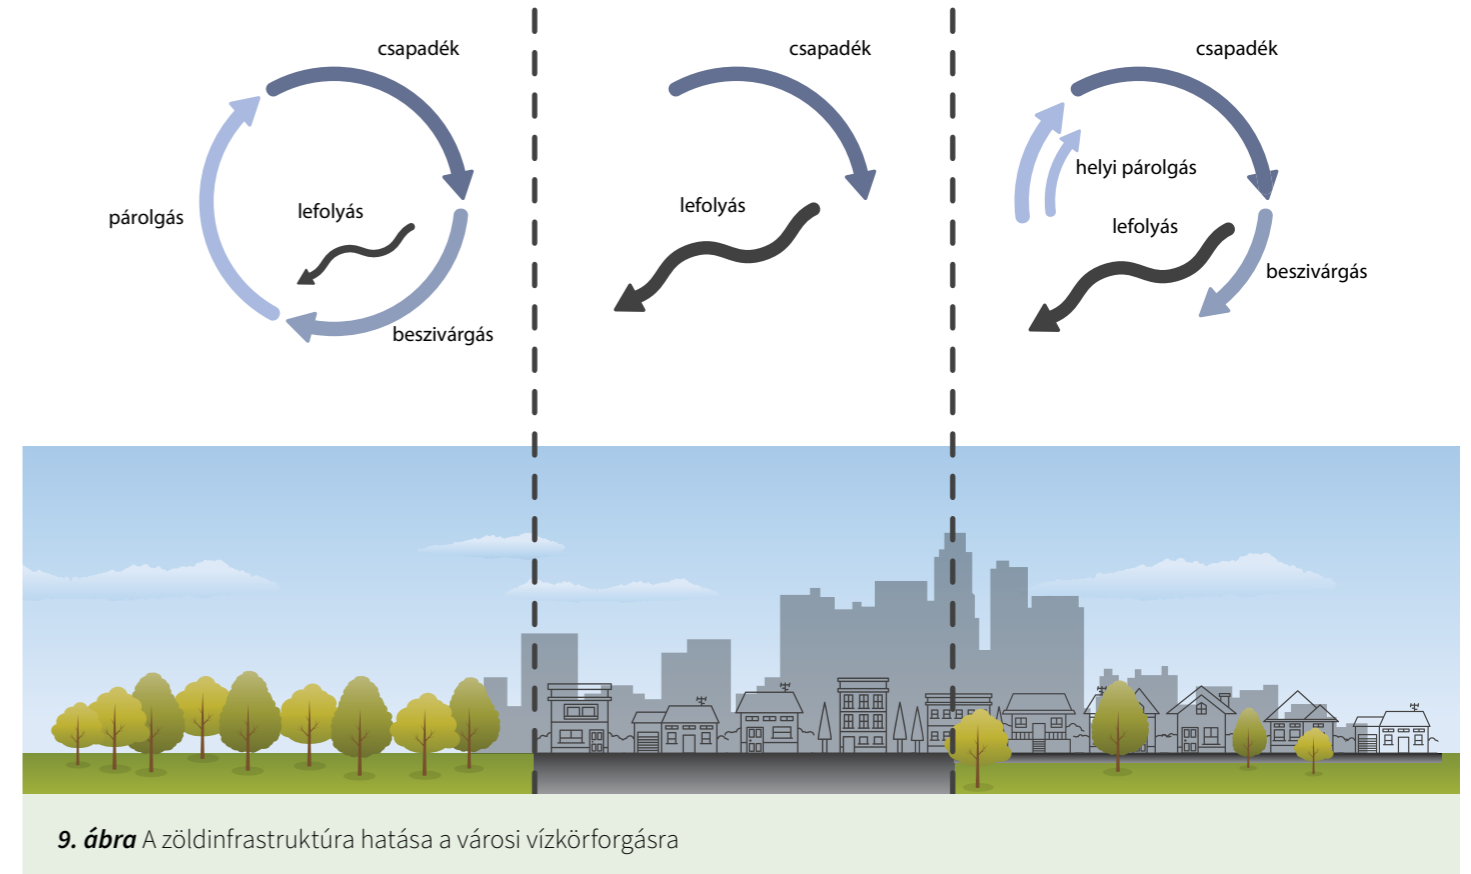 csapadék
párolgás
lefolyás
beszivárgás
csapadék
lefolyás
csapadék
helyi párolgás
lefolyás
beszivárgás
9. ábra A zöldinfrastruktúra hatása a városi vízkörforgásra